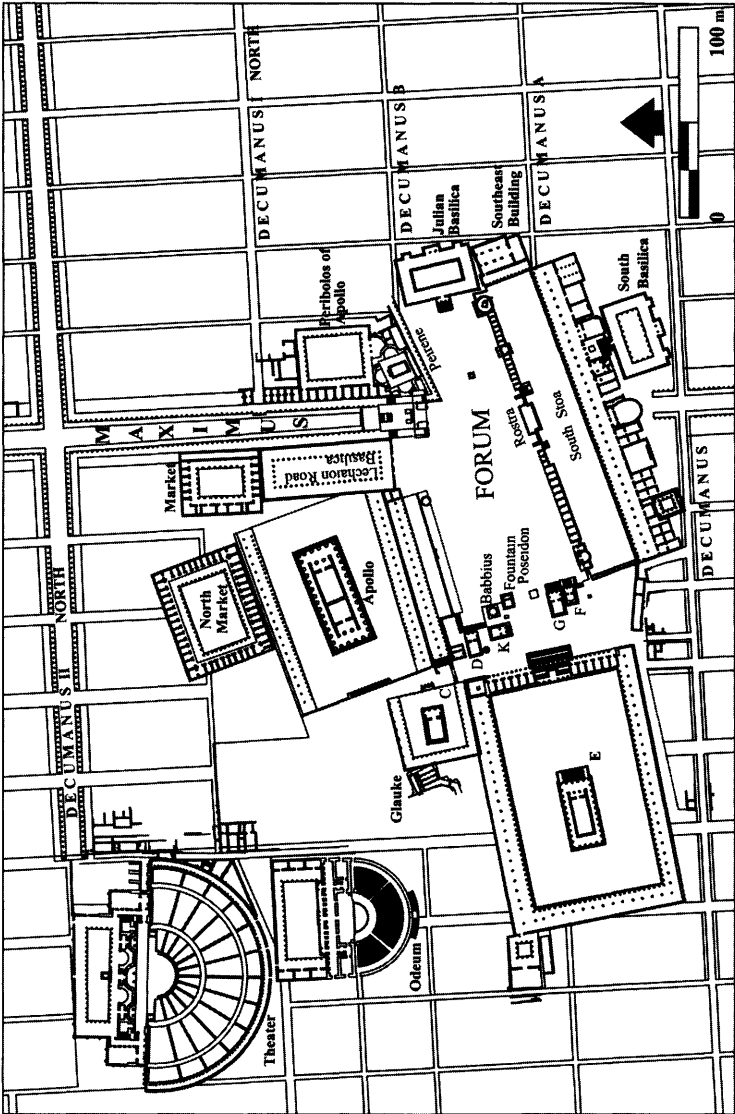 DECUMANUS II NORTH
DECUMANUS I NORTH
DECUMANUS B
DECUMANUS A
DECUMANUS
MAXIMUS
Theater
Odeum
Glauke
North
Market
Market
Apollo
Lechaion Road
Basilica
Peribolos of
Apollo
Peirene
Julian
Basilica
Southeast
Building
FORUM
Rostra
South Stoa
South
Basilica
Babbius
Fountain
Poseidon
C
D
K
G
F
E
0
100 m.